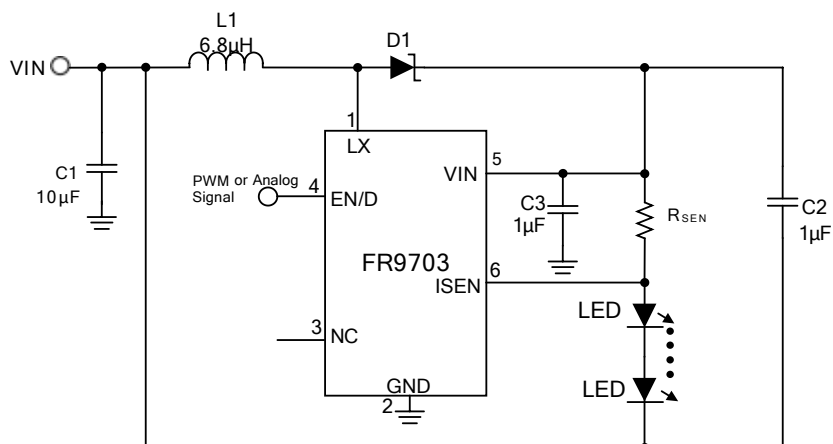 L1
6.8µH
D1
VIN
1
LX
C1
10µF
PWM or Analog
Signal
4
EN/D
VIN
5
C3
1µF
RSEN
C2
1µF
FR9703
ISEN
6
LED
3
NC
LED
GND
2